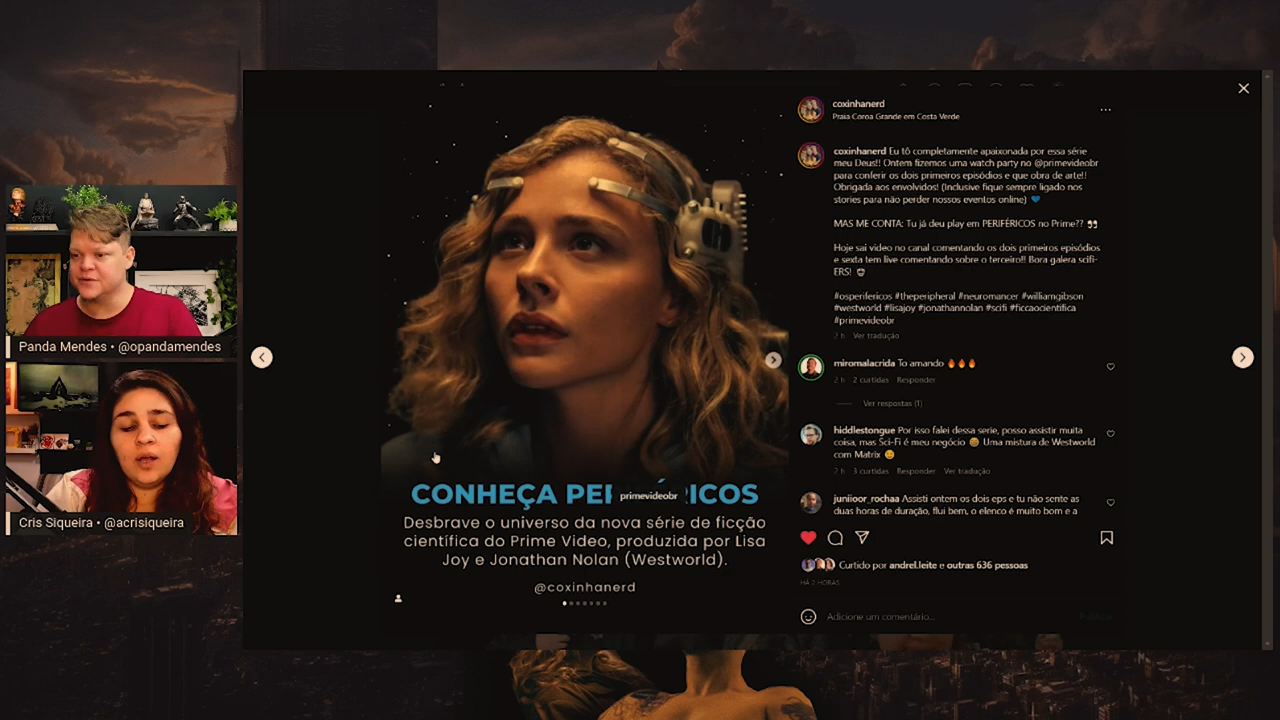 coxinhanerd
Praia Coroa Grande em Costa Verde
coxinhanerd Eu tô completamente apaixonada por essa série
meu Deus!! Ontem fizemos uma watch party no @primevideobr
para conferir os dois primeiros episódios e que obra de arte!!
Obrigada aos envolvidos! (Inclusive fique sempre ligado nos
stories para não perder nossos eventos online) 💙
MAS ME CONTA: Tu já deu play em PERIFÉRICOS no Prime?? 👀
Hoje sai video no canal comentando os dois primeiros episódios
e sexta tem live comentando sobre o terceiro!! Bora galera scifi-
ERS!
#osperifericos #theperipheral #neuromancer #williamgibson
#westworld #lisajoy #jonathannolan #scifi #ficcaocientifica
#primevideobr
2 h Ver tradução
miromalacrida To amando 🔥🔥🔥
2 h 2 curtidas Responder
Ver respostas (1)
hiddlestongue Por isso falei dessa serie, posso assistir muita
coisa, mas Sci-Fi é meu negócio Uma mistura de Westworld
com Matrix
2 h 3 curtidas Responder Ver tradução
juniioor_rochaa Assisti ontem os dois eps e tu não sente as
duas horas de duração, flui bem, o elenco é muito bom e a
Curtido por andrel.leite e outras 636 pessoas
HÁ 2 HORAS
Adicione um comentário...
CONHEÇA PE ICOS
primevideobr
Desbrave o universo da nova série de ficção
científica do Prime Video, produzida por Lisa
Joy e Jonathan Nolan (Westworld).
@coxinhanerd
Panda Mendes • @opandamendes
Cris Siqueira • @acrisiqueira